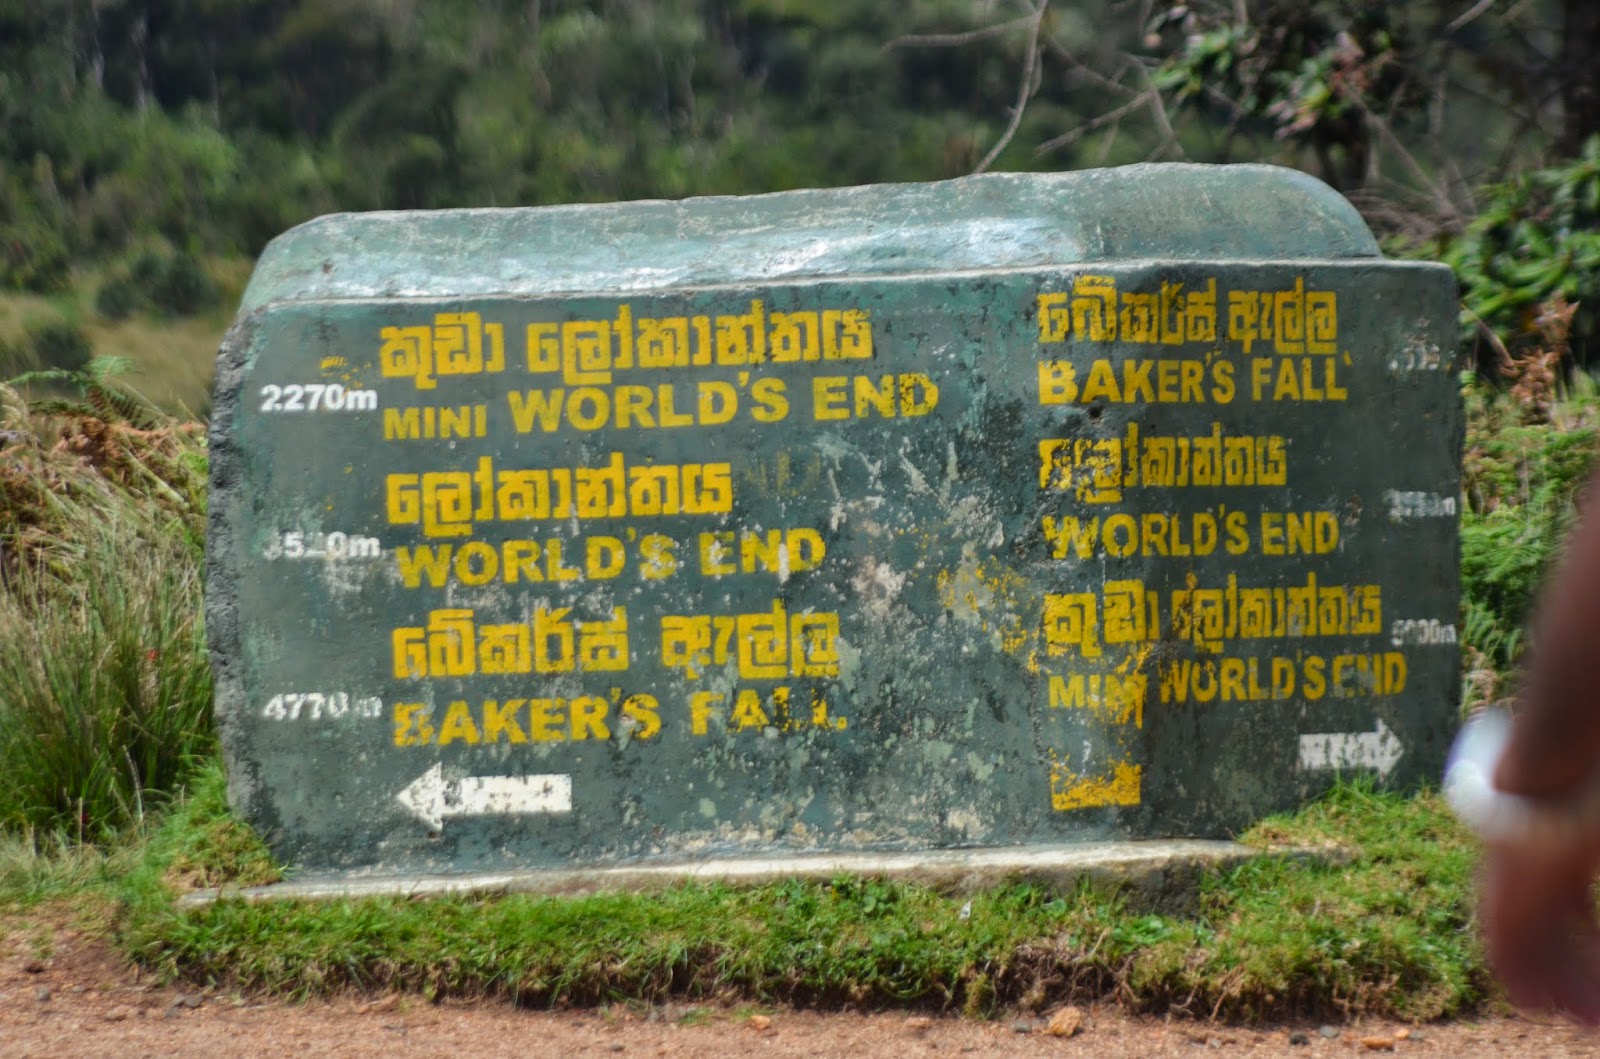 කුඩා ලෝකාන්තය
2270m MINI WORLD'S END
ලෝකාන්තය
WORLD'S END
බේකර්ස් ඇල්ල
4770m BAKER'S FALL
බේකර්ස් ඇල්ල
BAKER'S FALL
ලෝකාන්තය
WORLD'S END
කුඩා ලෝකාන්තය
MINI WORLD'S END